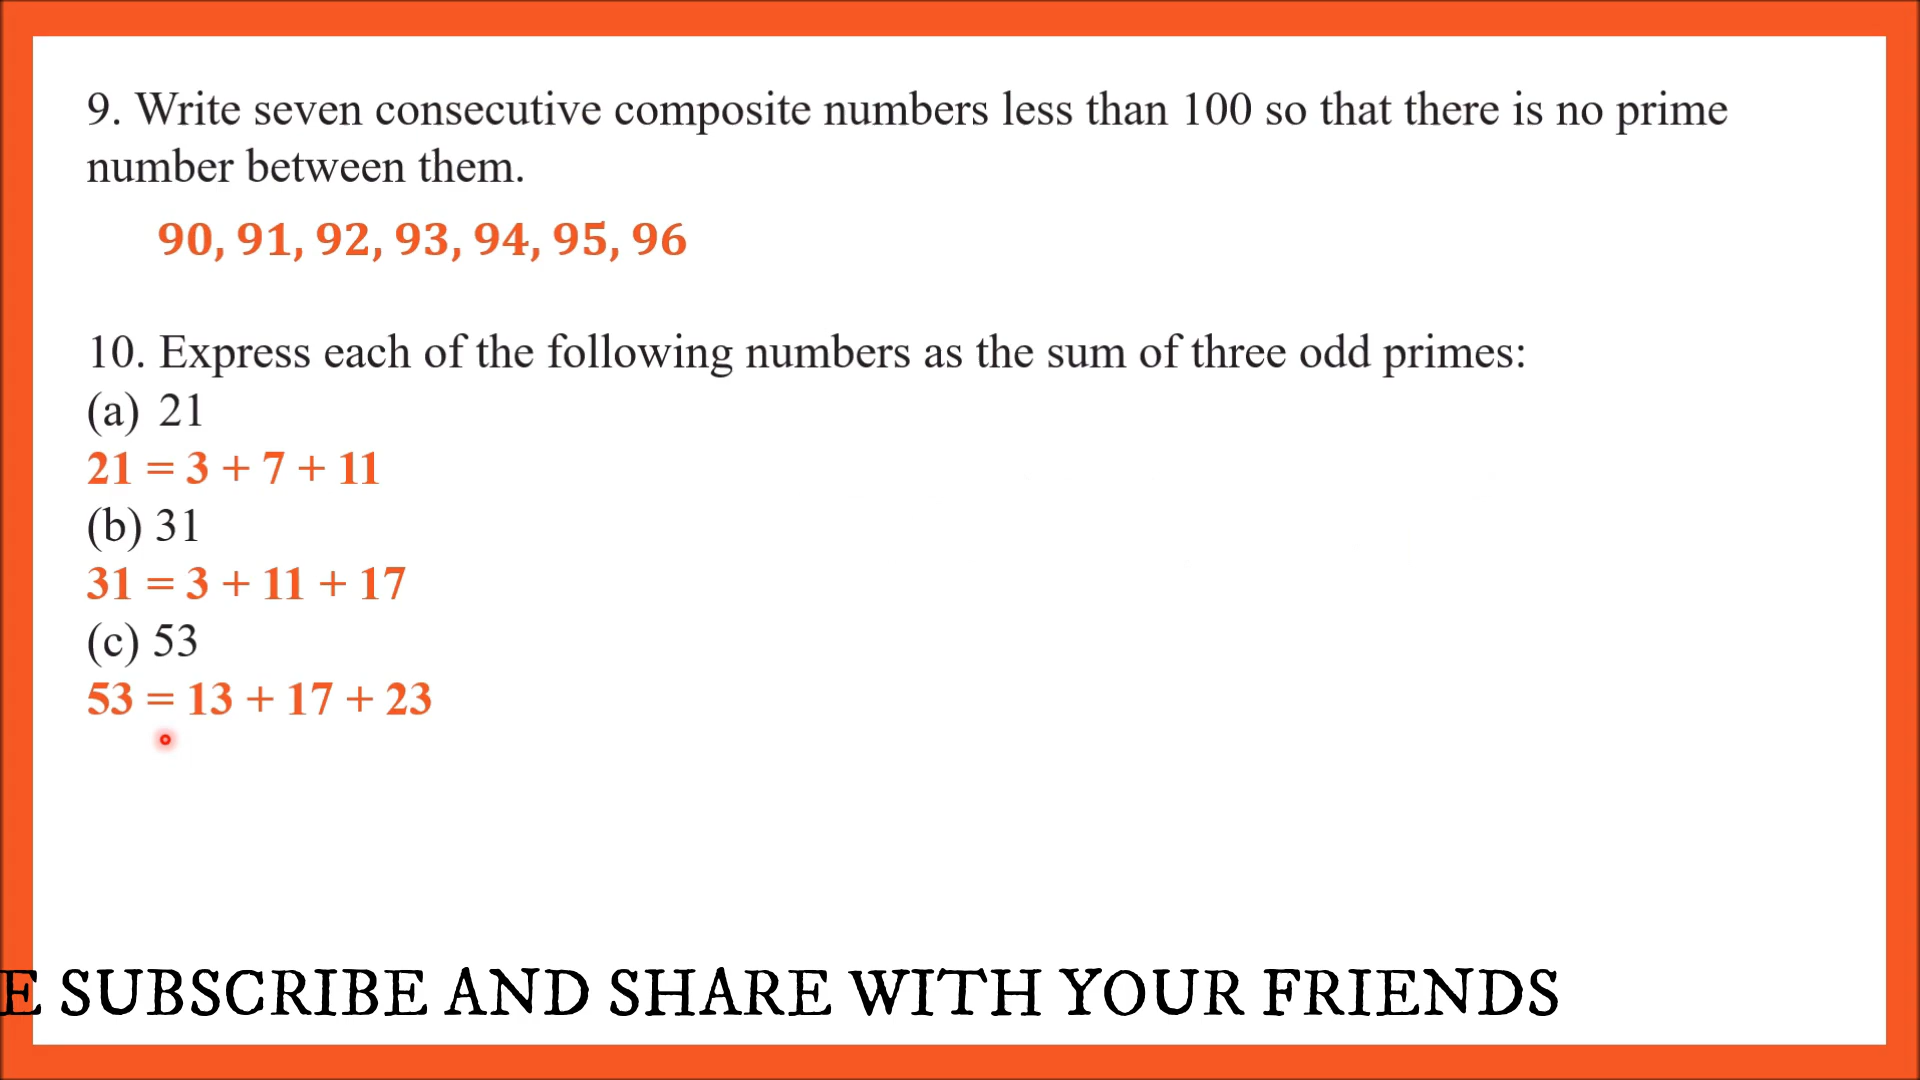 9. Write seven consecutive composite numbers less than 100 so that there is no prime
number between them.
90, 91, 92, 93, 94, 95, 96
10. Express each of the following numbers as the sum of three odd primes:
(a) 21
21 = 3 + 7 + 11
(b) 31
31 = 3 + 11 + 17
(c) 53
53 = 13 + 17 + 23
E SUBSCRIBE AND SHARE WITH YOUR FRIENDS